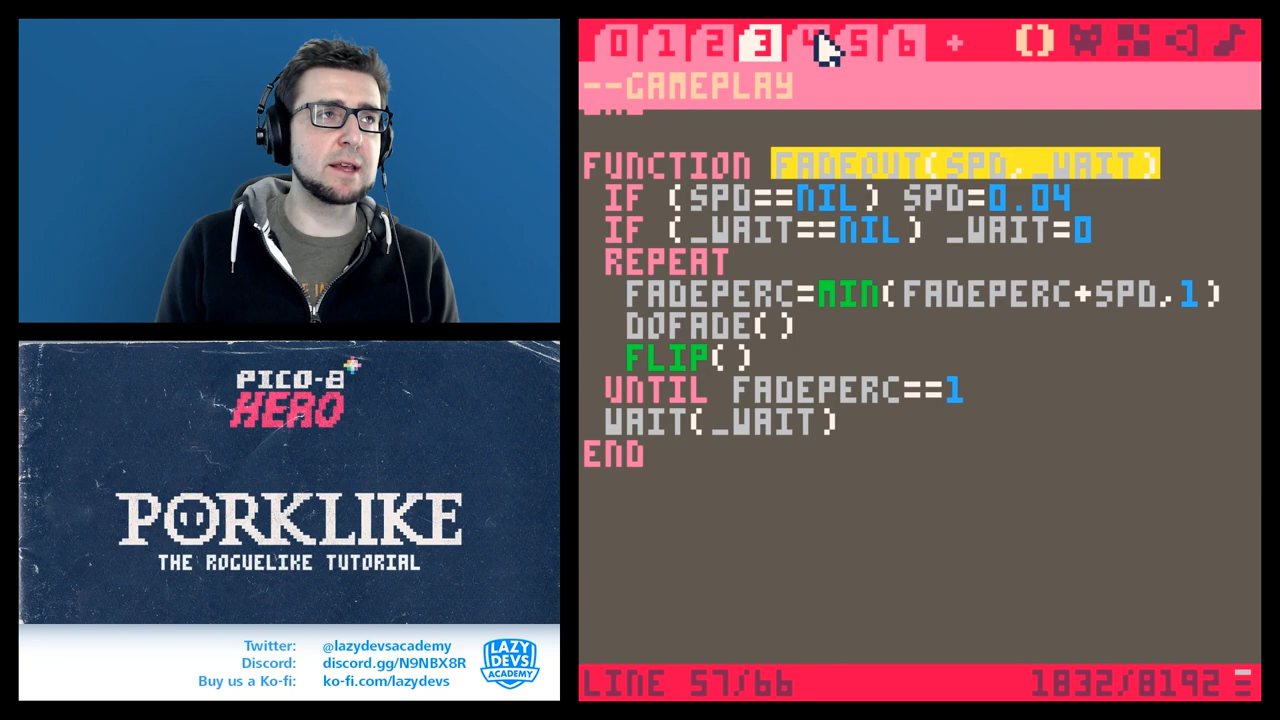 PICO-8
HERO
PORKLIKE
THE ROGUELIKE TUTORIAL
Twitter: @lazydevsacademy
Discord: discord.gg/N9NBX8R
Buy us a Ko-fi: ko-fi.com/lazydevs
LAZY
DEVS
ACADEMY
0 1 2 3 4 5 6 +
--GAMEPLAY
END
FUNCTION FADEOUT(SPD,_WAIT)
IF (SPD==NIL) SPD=0.04
IF (_WAIT==NIL) _WAIT=0
REPEAT
FADEPERC=MIN(FADEPERC+SPD,1)
DOFADE()
FLIP()
UNTIL FADEPERC==1
WAIT(_WAIT)
END
LINE 57/66 1832/8192